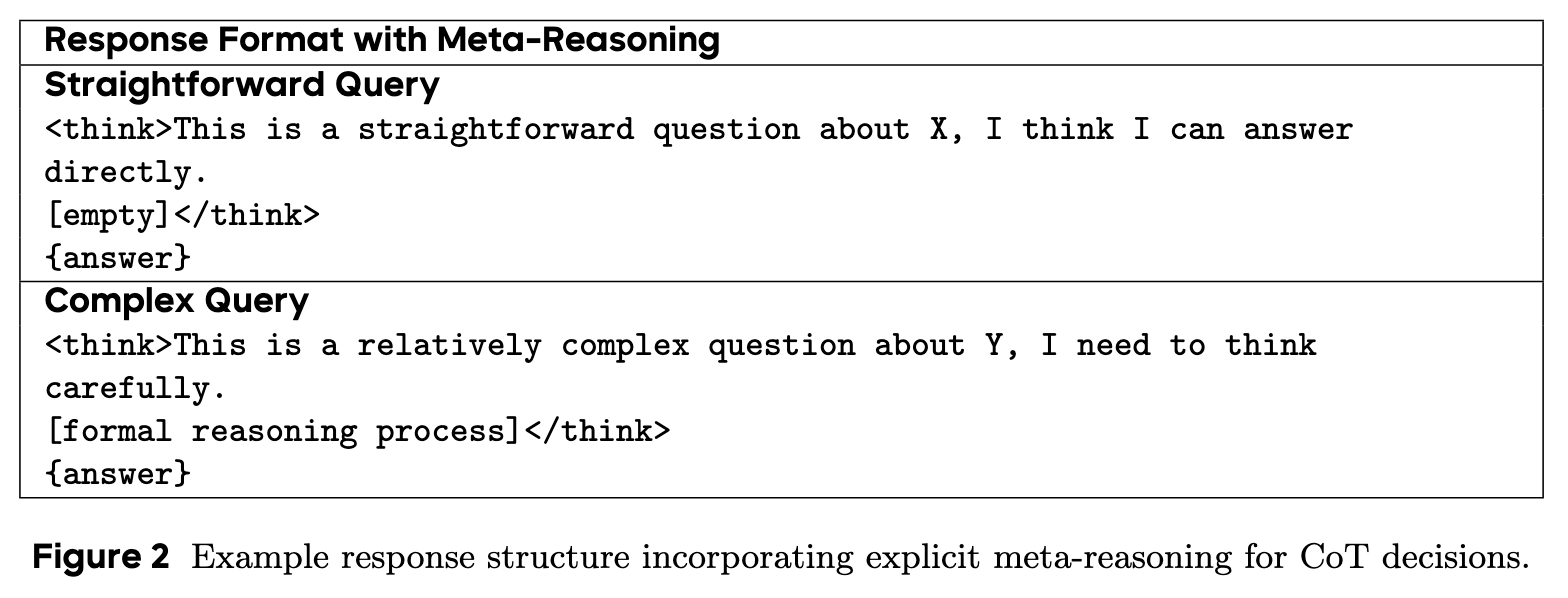 Response Format with Meta-Reasoning
Straightforward Query
<think>This is a straightforward question about X, I think I can answer
directly.
[empty]</think>
{answer}
Complex Query
<think>This is a relatively complex question about Y, I need to think
carefully.
[formal reasoning process]</think>
{answer}
Figure 2 Example response structure incorporating explicit meta-reasoning for CoT decisions.